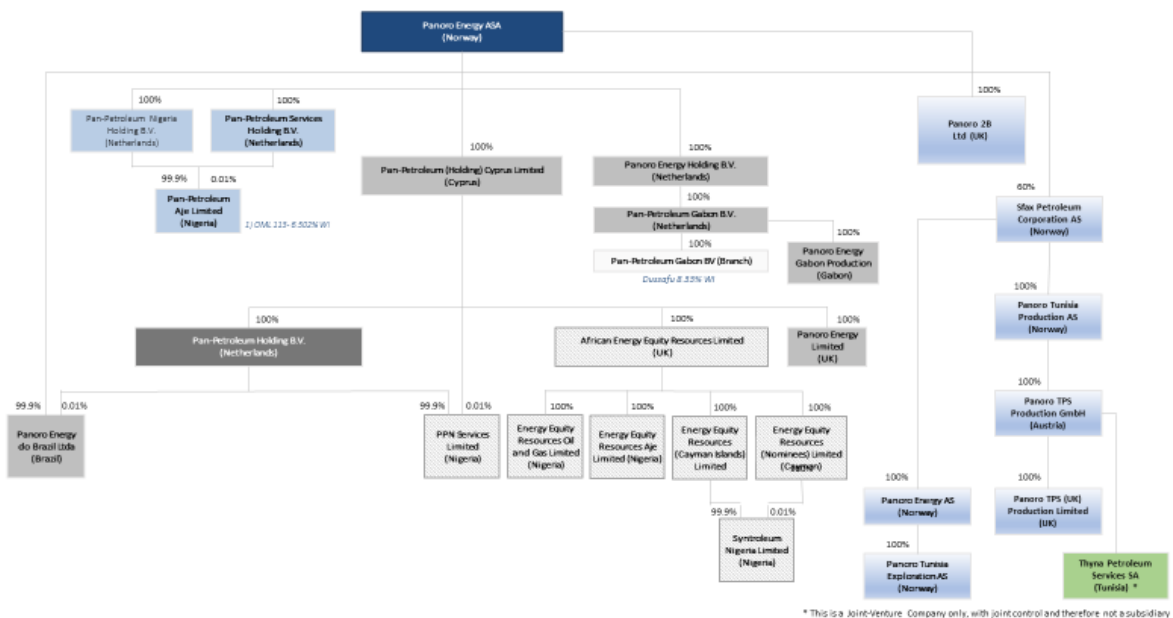 Panoro Energy ASA
(Norway)
100%
Pan-Petroleum Nigeria
Holding B.V.
(Netherlands)
100%
Pan-Petroleum Services
Holding B.V.
(Netherlands)
99.9%
0.01%
Pan-Petroleum
Aje Limited
(Nigeria)
1) OML 113- 6.502% WI
100%
Pan-Petroleum (Holding) Cyprus Limited
(Cyprus)
100%
Panoro Energy Holding B.V.
(Netherlands)
100%
Pan-Petroleum Gabon B.V.
(Netherlands)
100%
Pan-Petroleum Gabon BV (Branch)
Dussafu 8.33% WI
100%
Panoro Energy
Gabon Production
(Gabon)
100%
Panoro 2B
Ltd (UK)
60%
Sfax Petroleum
Corporation AS
(Norway)
100%
Panoro Tunisia
Production AS
(Norway)
100%
Panoro TPS
Production GmbH
(Austria)
100%
Panoro TPS (UK)
Production Limited
(UK)
Thyna Petroleum
Services SA
(Tunisia) *
100%
Panoro Energy AS
(Norway)
100%
Panoro Tunisia
Exploration AS
(Norway)
100%
Pan-Petroleum Holding B.V.
(Netherlands)
100%
African Energy Equity Resources Limited
(UK)
100%
Panoro Energy
Limited
(UK)
99.9%
0.01%
Panoro Energy
do Brazil Ltda
(Brazil)
99.9%
0.01%
PPN Services
Limited
(Nigeria)
100%
Energy Equity
Resources Oil
and Gas Limited
(Nigeria)
100%
Energy Equity
Resources Aje
Limited (Nigeria)
100%
Energy Equity
Resources
(Cayman Islands)
Limited
100%
Energy Equity
Resources
(Nominees) Limited
(Cayman)
99.9%
0.01%
Syntroleum
Nigeria Limited
(Nigeria)
* This is a Joint-Venture Company only, with joint control and therefore not a subsidiary